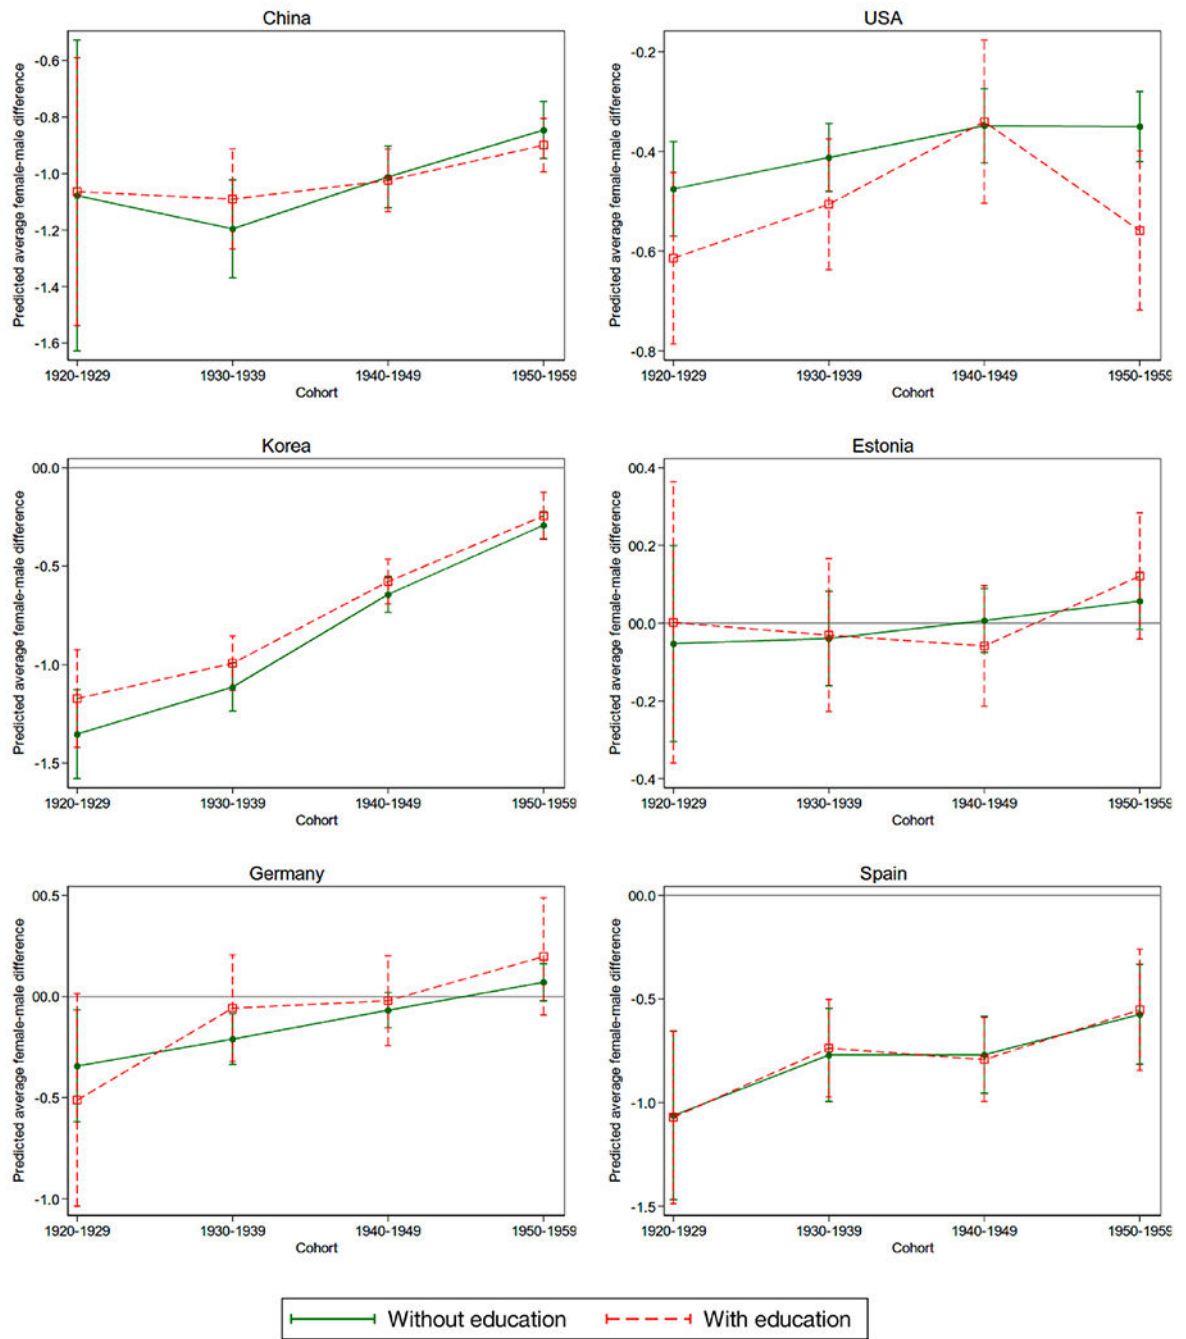 China
Predicted average female-male difference
-0.6
-0.8
-1.0
-1.2
-1.4
-1.6
1920-1929
1930-1939
1940-1949
1950-1959
Cohort
USA
Predicted average female-male difference
-0.2
-0.4
-0.6
-0.8
1920-1929
1930-1939
1940-1949
1950-1959
Cohort
Korea
Predicted average female-male difference
00.0
-0.5
-1.0
-1.5
1920-1929
1930-1939
1940-1949
1950-1959
Cohort
Estonia
Predicted average female-male difference
00.4
00.2
00.0
-0.2
-0.4
1920-1929
1930-1939
1940-1949
1950-1959
Cohort
Germany
Predicted average female-male difference
00.5
00.0
-0.5
-1.0
1920-1929
1930-1939
1940-1949
1950-1959
Cohort
Spain
Predicted average female-male difference
00.0
-0.5
-1.0
-1.5
1920-1929
1930-1939
1940-1949
1950-1959
Cohort
Without education
With education